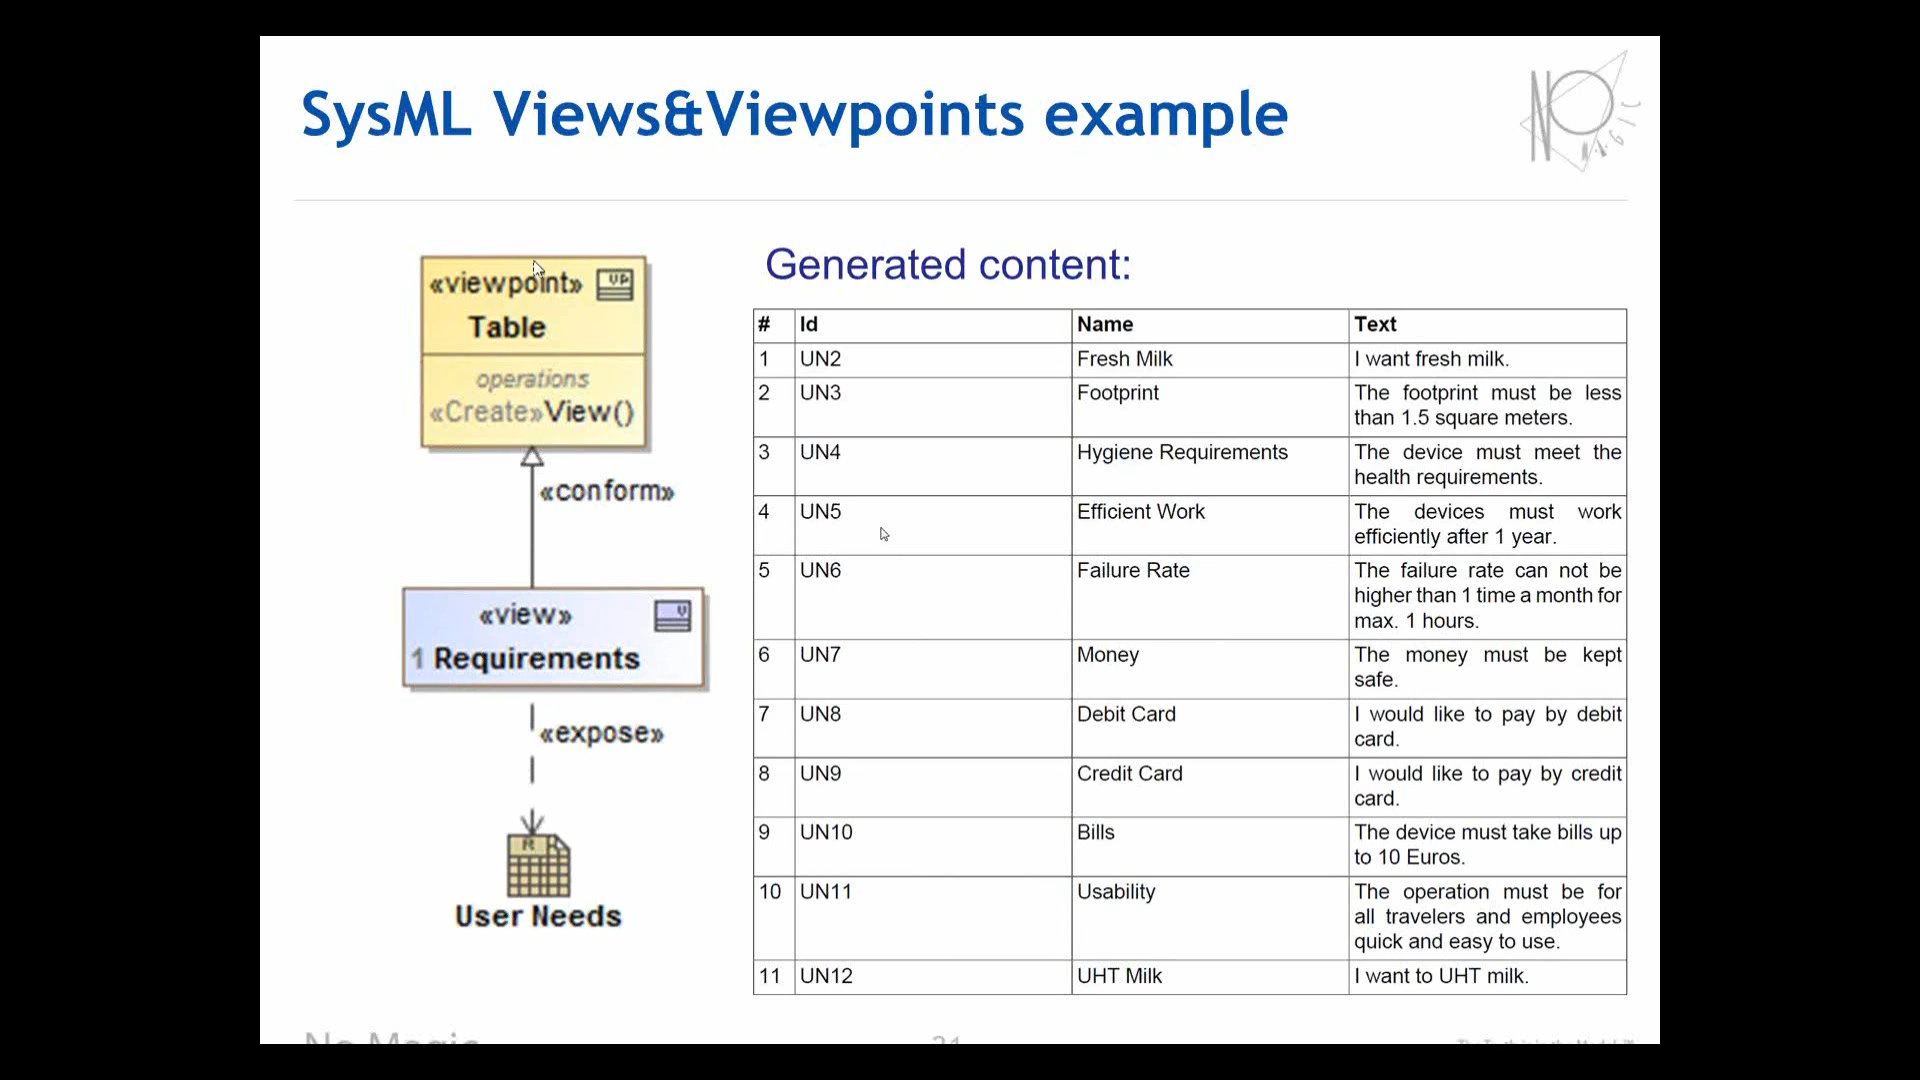 SysML Views&Viewpoints example
NO MAGIC
«viewpoint»
VP
Table
operations
«Create»View()
«conform»
«view»
V
1 Requirements
«expose»
R
User Needs
Generated content:
# Id Name Text
1 UN2 Fresh Milk I want fresh milk.
2 UN3 Footprint The footprint must be less
than 1.5 square meters.
3 UN4 Hygiene Requirements The device must meet the
health requirements.
4 UN5 Efficient Work The devices must work
efficiently after 1 year.
5 UN6 Failure Rate The failure rate can not be
higher than 1 time a month for
max. 1 hours.
6 UN7 Money The money must be kept
safe.
7 UN8 Debit Card I would like to pay by debit
card.
8 UN9 Credit Card I would like to pay by credit
card.
9 UN10 Bills The device must take bills up
to 10 Euros.
10 UN11 Usability The operation must be for
all travelers and employees
quick and easy to use.
11 UN12 UHT Milk I want to UHT milk.
No Magic